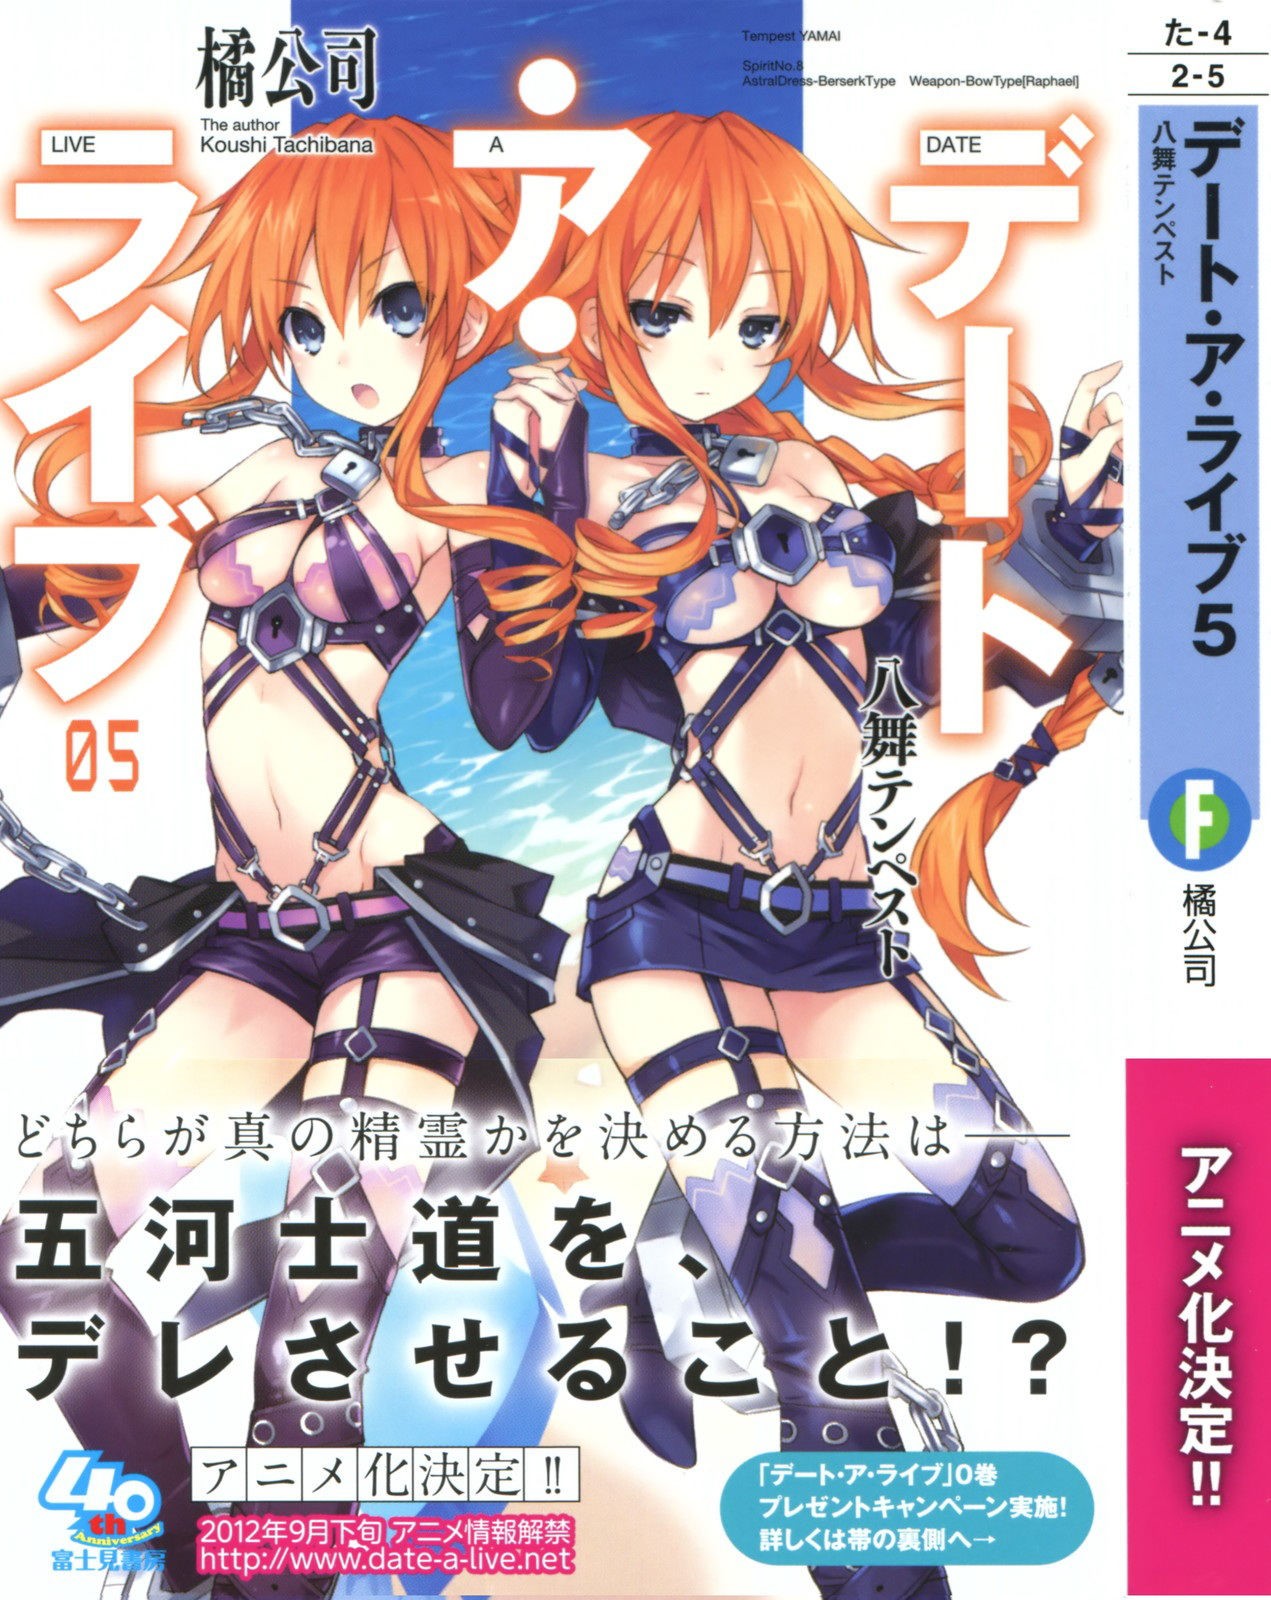 橘公司
The author
Koushi Tachibana
Tempest YAMAI
SpiritNo.8
AstralDress-BerserkType Weapon-BowType[Raphael]
DATE
A
LIVE
デート・ア・ライブ
05
八舞テンペスト
どちらが真の精霊かを決める方法は――
五河士道を、
デレさせること!?
40th
Anniversary
富士見書房
アニメ化決定!!
2012年9月下旬 アニメ情報解禁
http://www.date-a-live.net
「デート・ア・ライブ」0巻
プレゼントキャンペーン実施!
詳しくは帯の裏側へ→
た-4
2-5
デート・ア・ライブ5
八舞テンペスト
F
橘公司
アニメ化決定!!